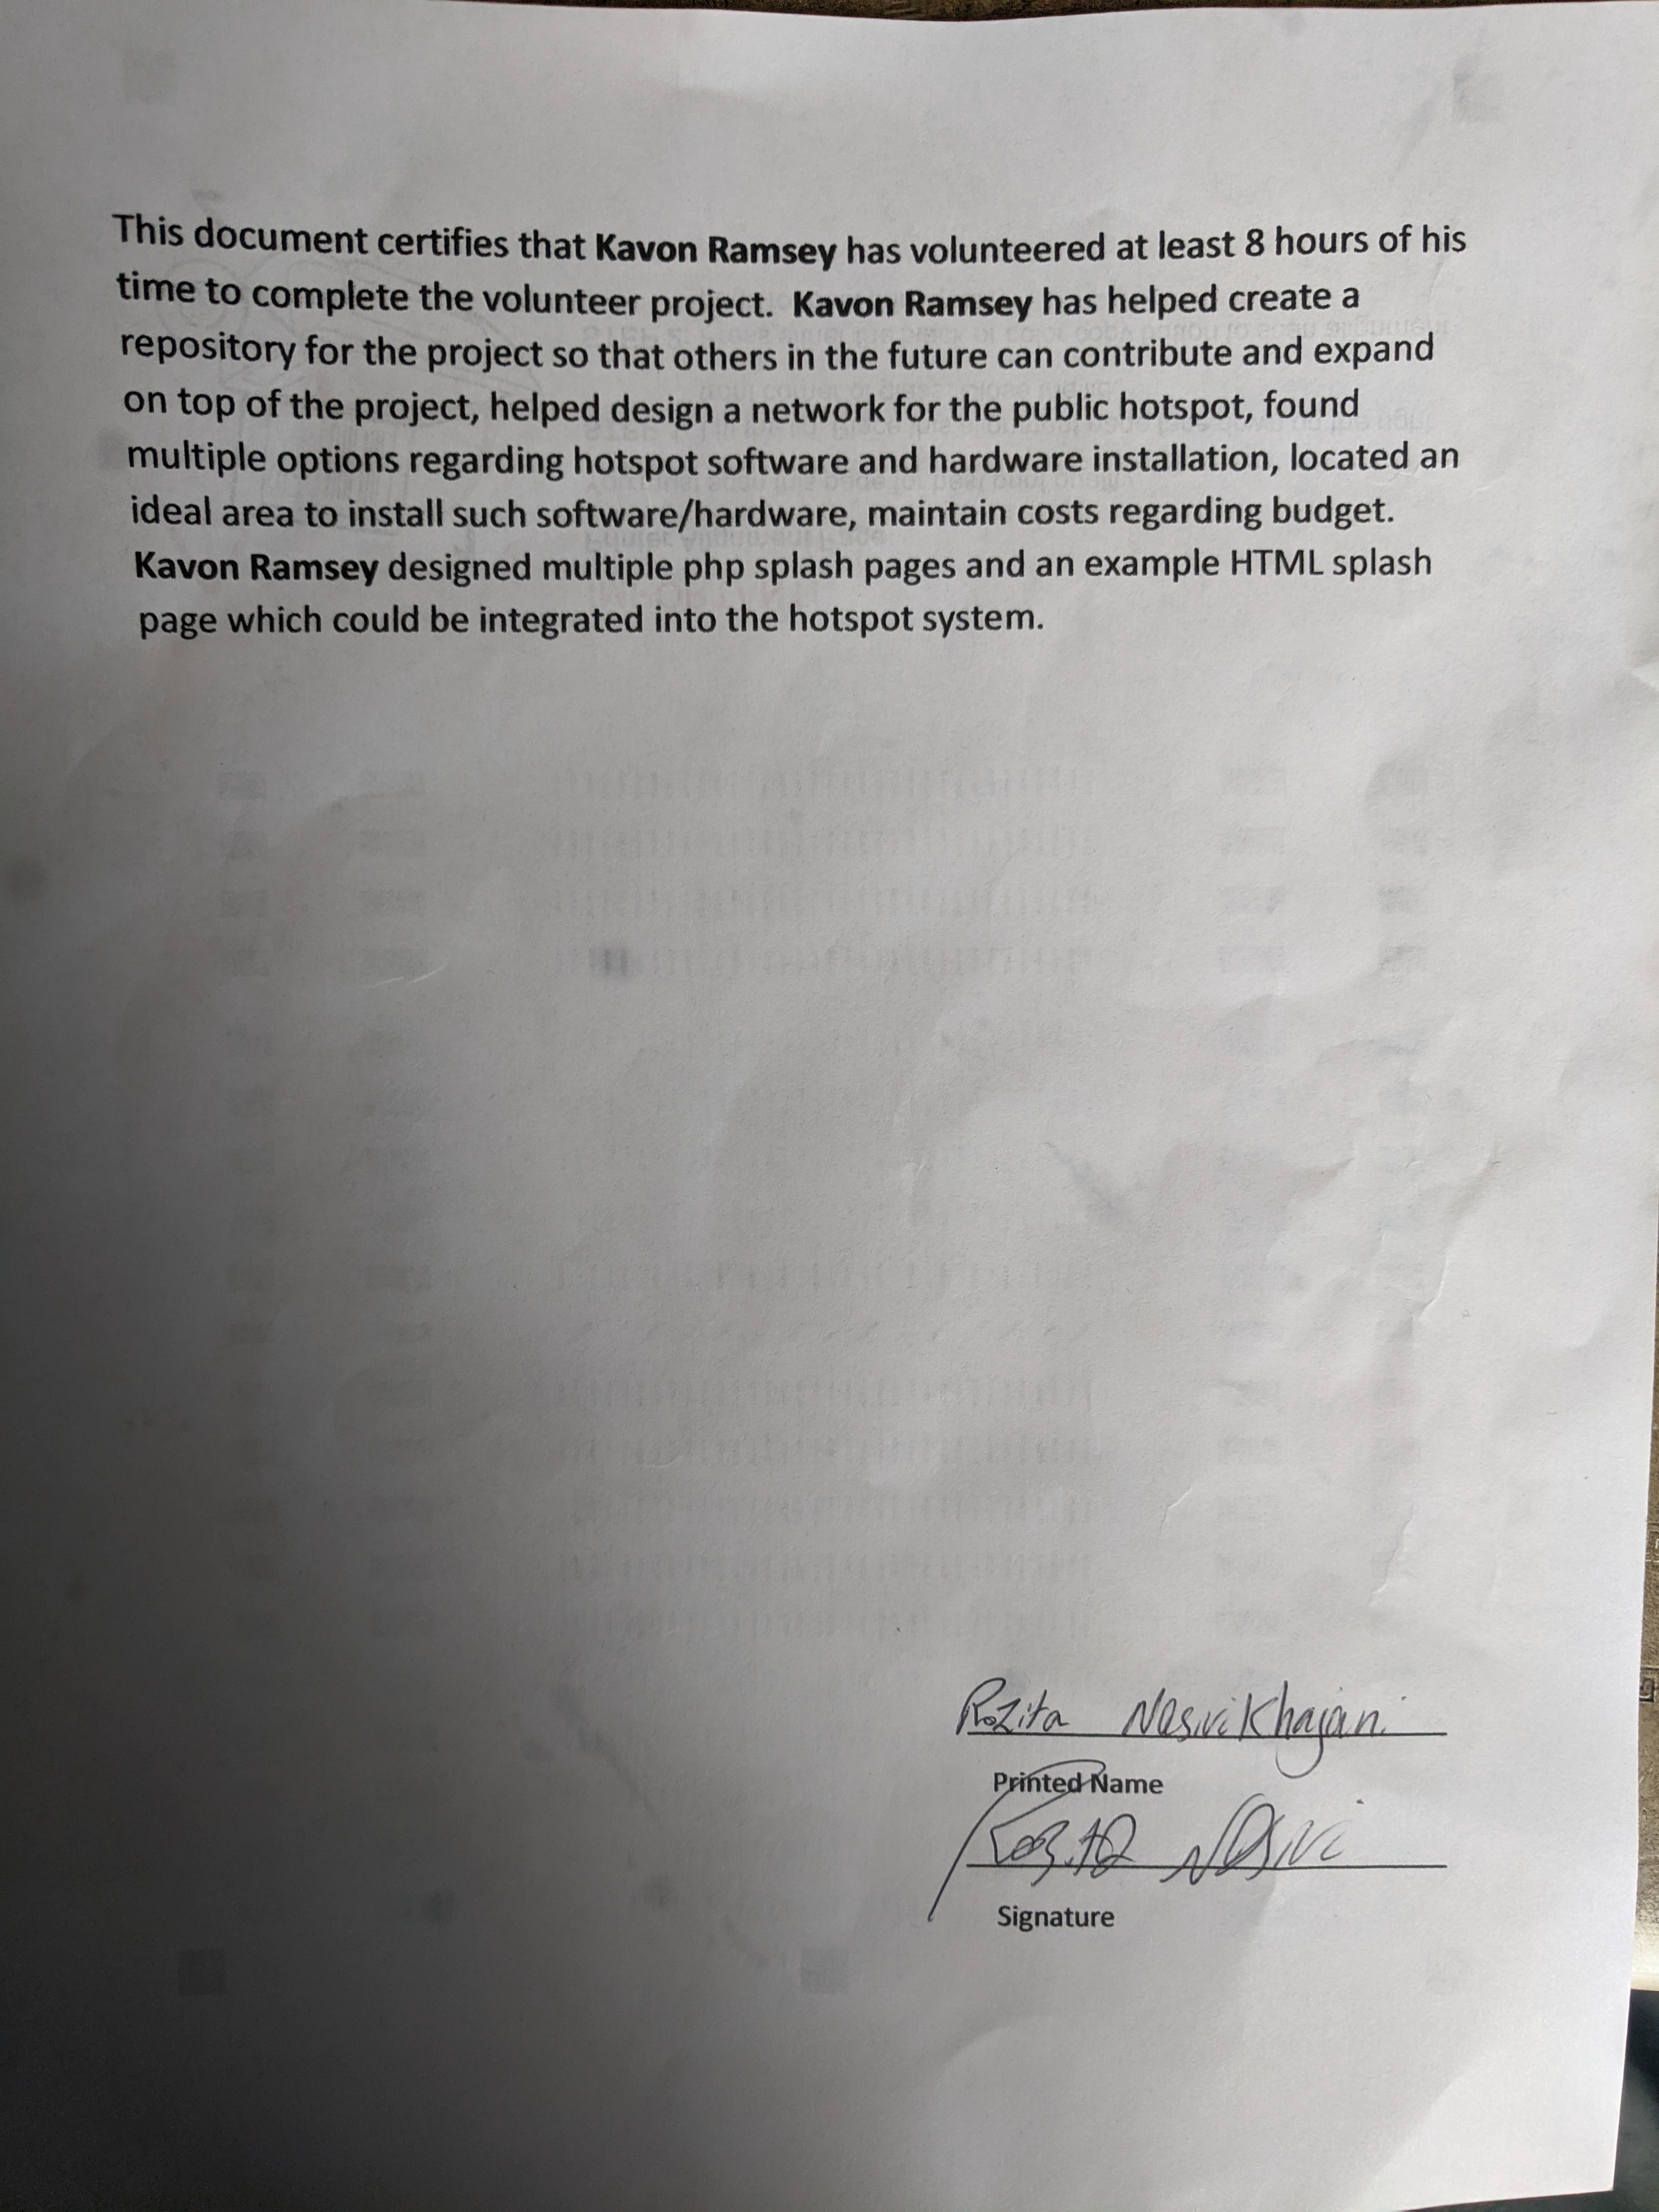 This document certifies that Kavon Ramsey has volunteered at least 8 hours of his
time to complete the volunteer project. Kavon Ramsey has helped create a
repository for the project so that others in the future can contribute and expand
on top of the project, helped design a network for the public hotspot, found
multiple options regarding hotspot software and hardware installation, located an
ideal area to install such software/hardware, maintain costs regarding budget.
Kavon Ramsey designed multiple php splash pages and an example HTML splash
page which could be integrated into the hotspot system.
Rozita
Printed Name
Signature